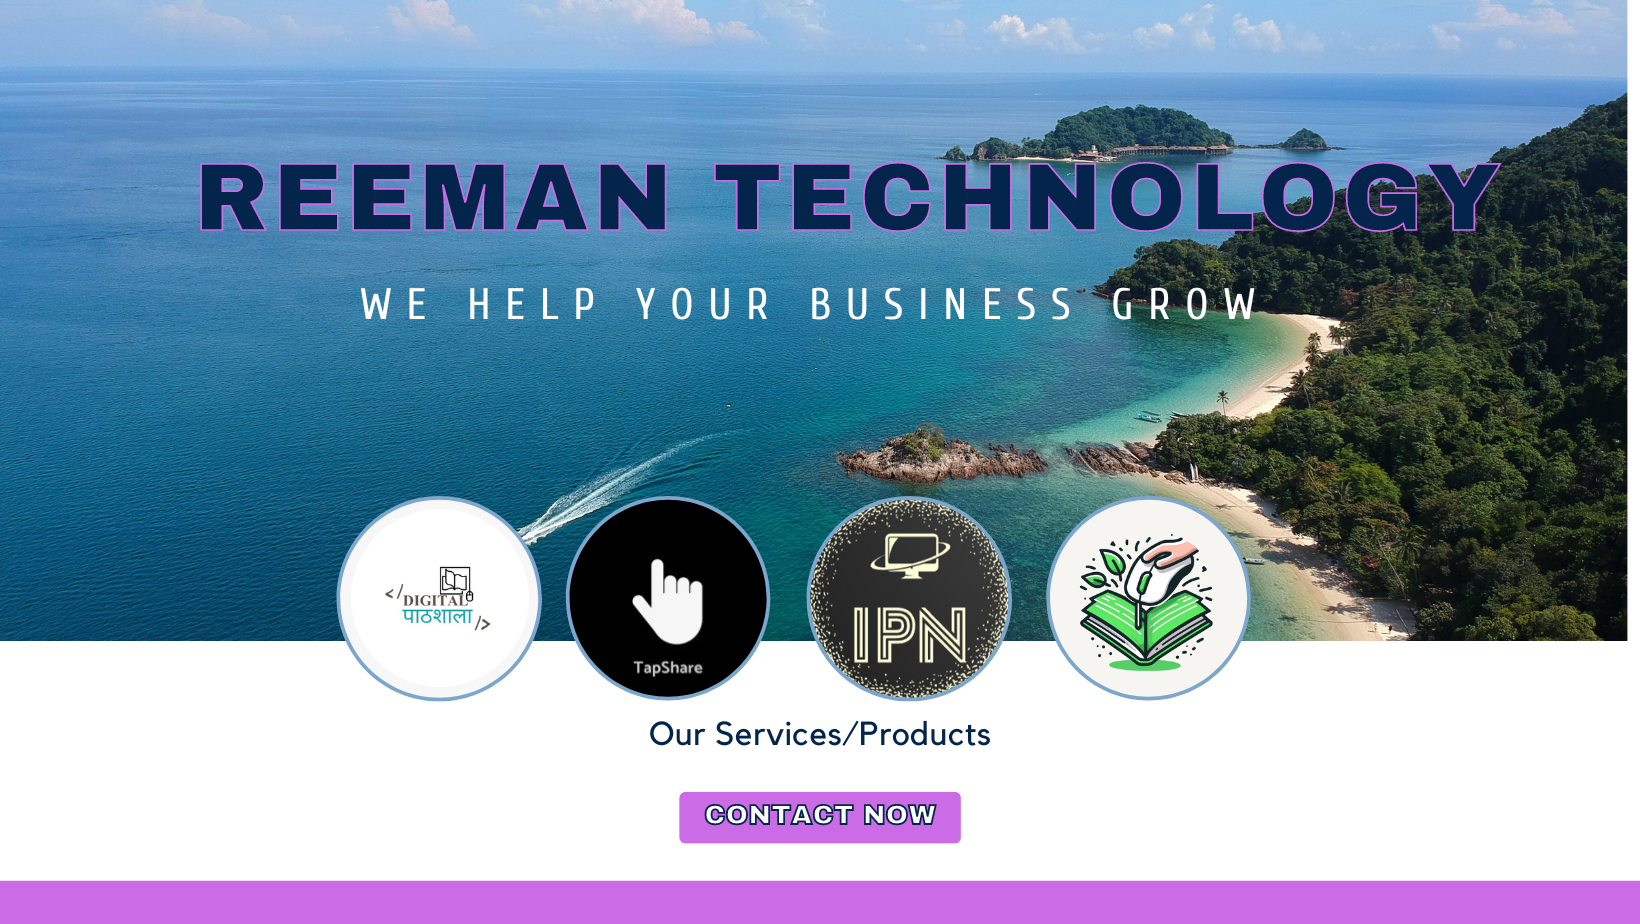 REEMAN TECHNOLOGY
WE HELP YOUR BUSINESS GROW
</DIGITAL
पाठशाला/>
TapShare
IPN
Our Services/Products
CONTACT NOW